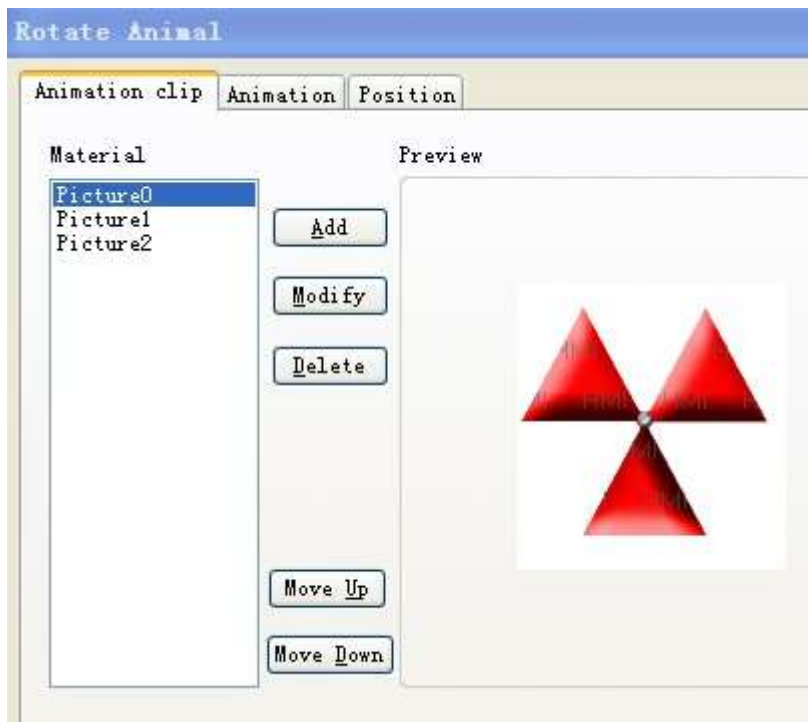 Rotate Animal
Animation clip
Animation
Position
Material
Preview
Picture0
Picture1
Picture2
Add
Modify
Delete
Move Up
Move Down